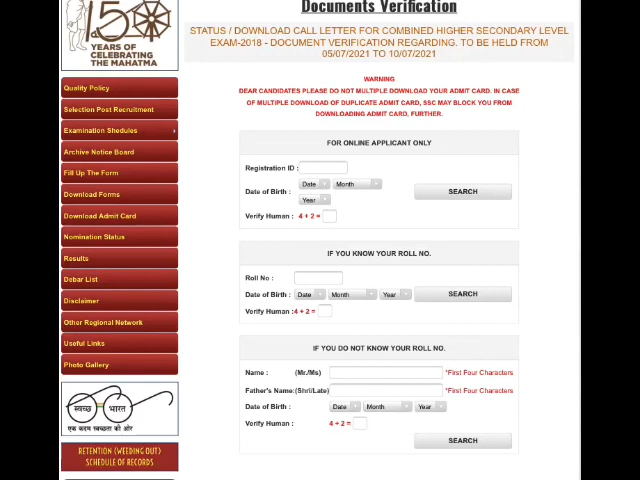 Documents Verification
150
YEARS OF
CELEBRATING
THE MAHATMA
STATUS / DOWNLOAD CALL LETTER FOR COMBINED HIGHER SECONDARY LEVEL
EXAM-2018 - DOCUMENT VERIFICATION REGARDING. TO BE HELD FROM
05/07/2021 TO 10/07/2021
WARNING
DEAR CANDIDATES PLEASE DO NOT MULTIPLE DOWNLOAD YOUR ADMIT CARD. IN CASE
OF MULTIPLE DOWNLOAD OF DUPLICATE ADMIT CARD, SSC MAY BLOCK YOU FROM
DOWNLOADING ADMIT CARD, FURTHER.
Quality Policy
Selection Post Recruitment
Examination Shedules
Archive Notice Board
Fill Up The Form
Download Forms
Download Admit Card
Nomination Status
Results
Debar List
Disclaimer
Other Regional Network
Useful Links
Photo Gallery
स्वच्छ भारत
एक कदम स्वच्छता की ओर
RETENTION (WEEDING OUT)
SCHEDULE OF RECORDS
FOR ONLINE APPLICANT ONLY
Registration ID :
Date of Birth : Date Month
Year
SEARCH
Verify Human : 4 + 2 =
IF YOU KNOW YOUR ROLL NO.
Roll No :
Date of Birth : Date Month Year SEARCH
Verify Human :4 + 2 =
IF YOU DO NOT KNOW YOUR ROLL NO.
Name : (Mr./Ms) *First Four Characters
Father's Name:(Shri/Late) *First Four Characters
Date of Birth : Date Month Year
Verify Human : 4 + 2 =
SEARCH